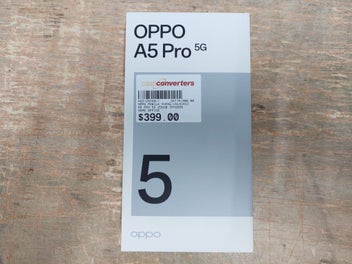 OPPO
A5 Pro 5G
cash converters
$399.00
5
oppo